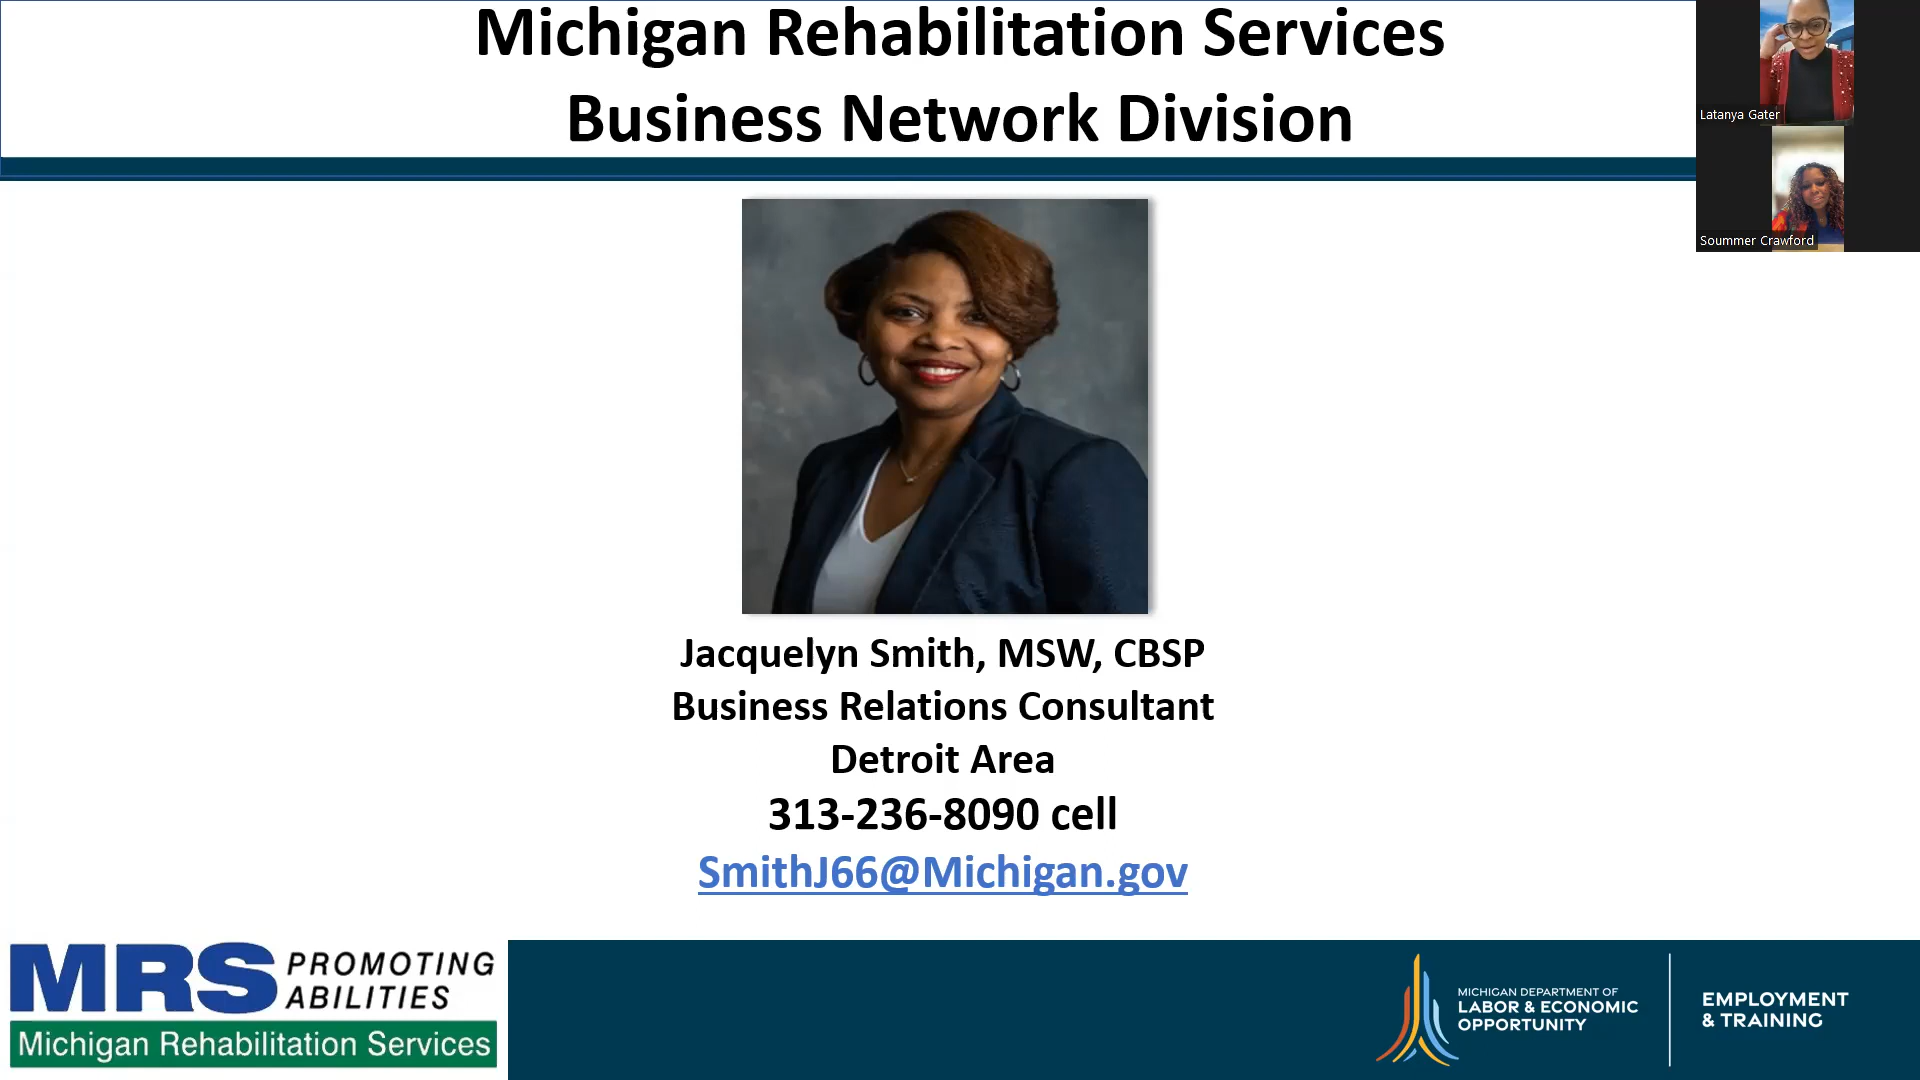 Michigan Rehabilitation Services
Business Network Division
Latanya Gater
Soummer Crawford
Jacquelyn Smith, MSW, CBSP
Business Relations Consultant
Detroit Area
313-236-8090 cell
SmithJ66@Michigan.gov
MRS PROMOTING
ABILITIES
Michigan Rehabilitation Services
MICHIGAN DEPARTMENT OF
LABOR & ECONOMIC
OPPORTUNITY
EMPLOYMENT
& TRAINING